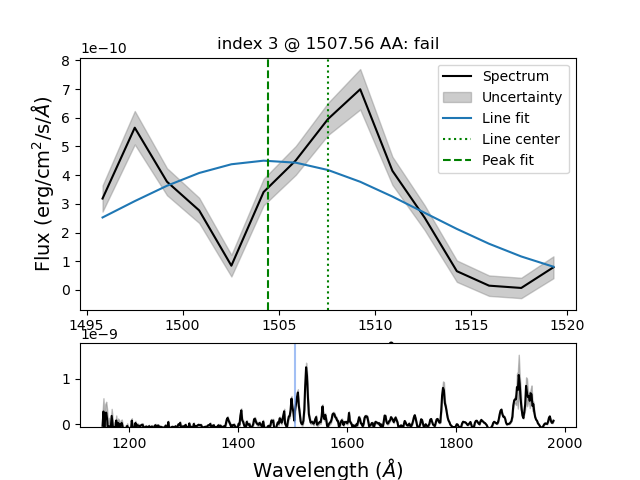 index 3 @ 1507.56 AA: fail
1e−10
8
7
6
5
4
3
2
1
0
Flux (erg/cm²/s/Å)
Spectrum
Uncertainty
Line fit
Line center
Peak fit
1495 1500 1505 1510 1515 1520
1e−9
1
0
1200 1400 1600 1800 2000
Wavelength (Å)